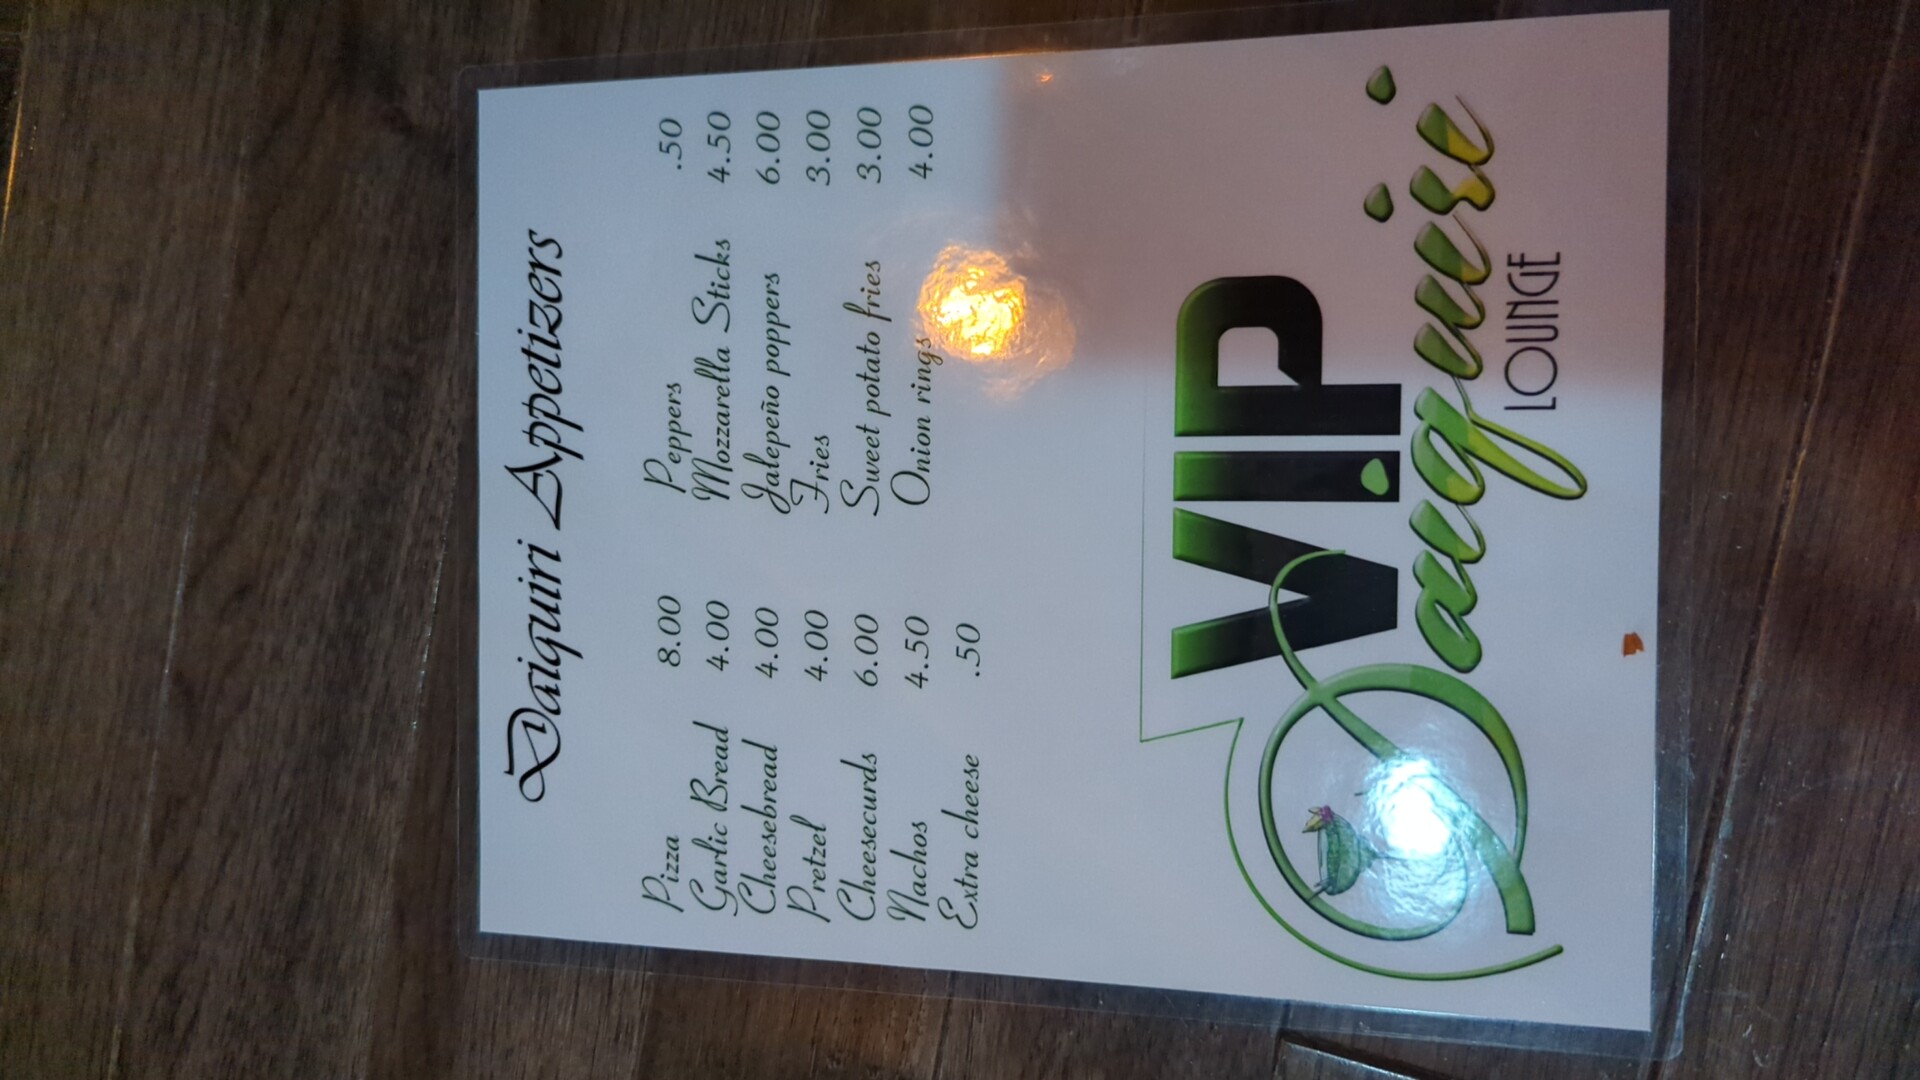 Daiquiri Appetizers
Pizza 8.00
Garlic Bread 4.00
Cheesebread 4.00
Pretzel 4.00
Cheesecurds 6.00
Nachos 4.50
Extra cheese .50
Peppers .50
Mozzarella Sticks 4.50
Jalepeño poppers 6.00
Fries 3.00
Sweet potato fries 3.00
Onion rings 4.00
VIP
Daiquiri
LOUNGE